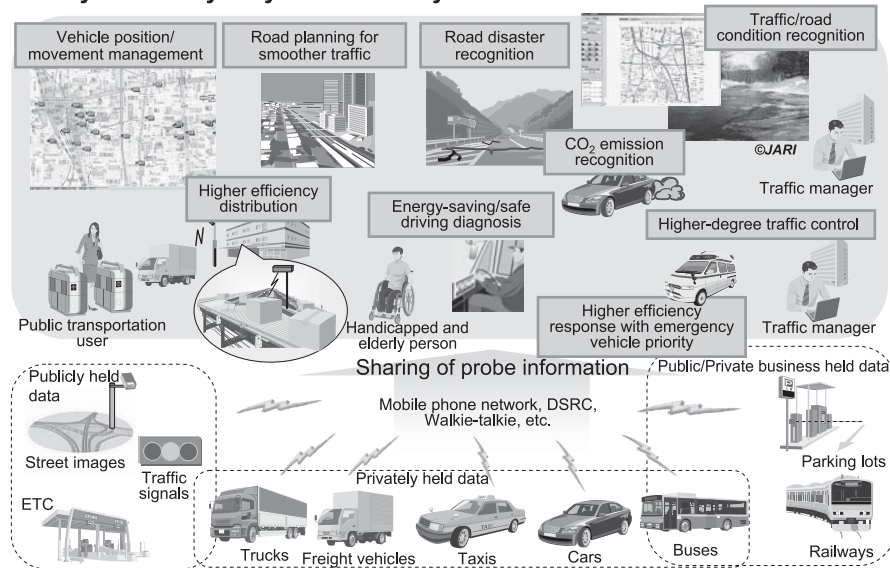 Vehicle position/
movement management
Road planning for
smoother traffic
Road disaster
recognition
Traffic/road
condition recognition
©JARI
CO2 emission
recognition
Traffic manager
Higher efficiency
distribution
Energy-saving/safe
driving diagnosis
Higher-degree traffic control
N
Public transportation
user
Handicapped and
elderly person
Higher efficiency
response with emergency
vehicle priority
Traffic manager
Sharing of probe information
Publicly held
data
Public/Private business held data
Mobile phone network, DSRC,
Walkie-talkie, etc.
Street images
Traffic
signals
Parking lots
Privately held data
ETC
TAXI
Trucks
Freight vehicles
Taxis
Cars
Buses
Railways